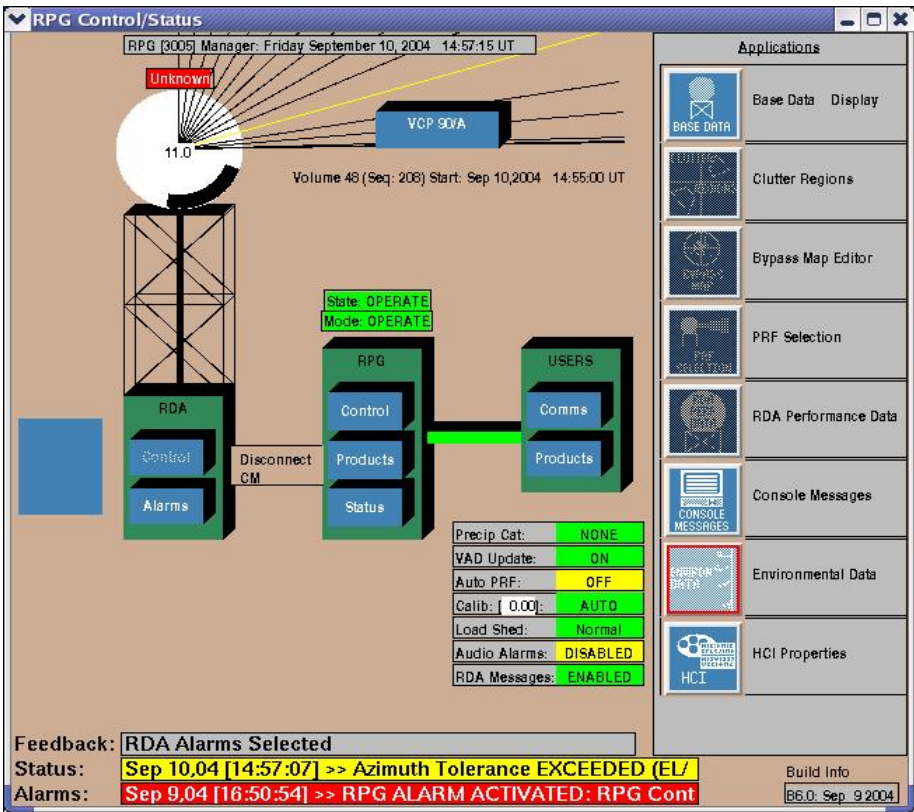 RPG Control/Status
RPG [3005] Manager: Friday September 10, 2004 14:57:15 UT
Unknown
11.0
VCP 90/A
Volume 48 (Seq: 208) Start: Sep 10,2004 14:55:00 UT
State: OPERATE
Mode: OPERATE
RDA
Control
Alarms
Disconnect
CM
RPG
Control
Products
Status
USERS
Comms
Products
Precip Cat: NONE
VAD Update: ON
Auto PRF: OFF
Calib: [ 0.00]: AUTO
Load Shed: Normal
Audio Alarms: DISABLED
RDA Messages: ENABLED
Applications
BASE DATA
Base Data Display
Clutter Regions
BYPASS
MAP
Bypass Map Editor
PRF
SELECTION
PRF Selection
RDA Performance Data
CONSOLE
MESSAGES
Console Messages
DATA
Environmental Data
HCI
HCI Properties
Feedback: RDA Alarms Selected
Status: Sep 10,04 [14:57:07] >> Azimuth Tolerance EXCEEDED (EL/
Alarms: Sep 9,04 [16:50:54] >> RPG ALARM ACTIVATED: RPG Cont
Build Info
B6.0: Sep 9 2004